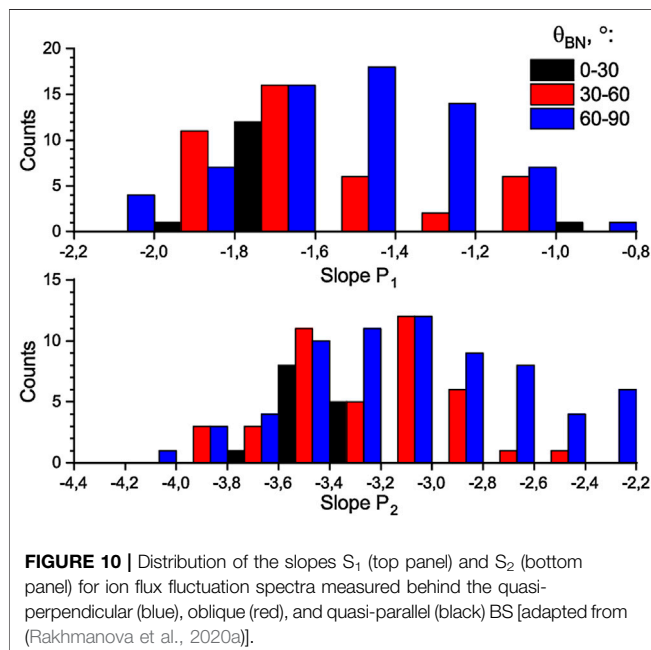 θBN, °:
0-30
30-60
60-90
20
15
10
5
0
Counts
-2,2 -2,0 -1,8 -1,6 -1,4 -1,2 -1,0 -0,8
Slope P1
15
10
5
0
Counts
-4,4 -4,2 -4,0 -3,8 -3,6 -3,4 -3,2 -3,0 -2,8 -2,6 -2,4 -2,2
Slope P2
FIGURE 10 | Distribution of the slopes S1 (top panel) and S2 (bottom
panel) for ion flux fluctuation spectra measured behind the quasi-
perpendicular (blue), oblique (red), and quasi-parallel (black) BS [adapted from
(Rakhmanova et al., 2020a)].